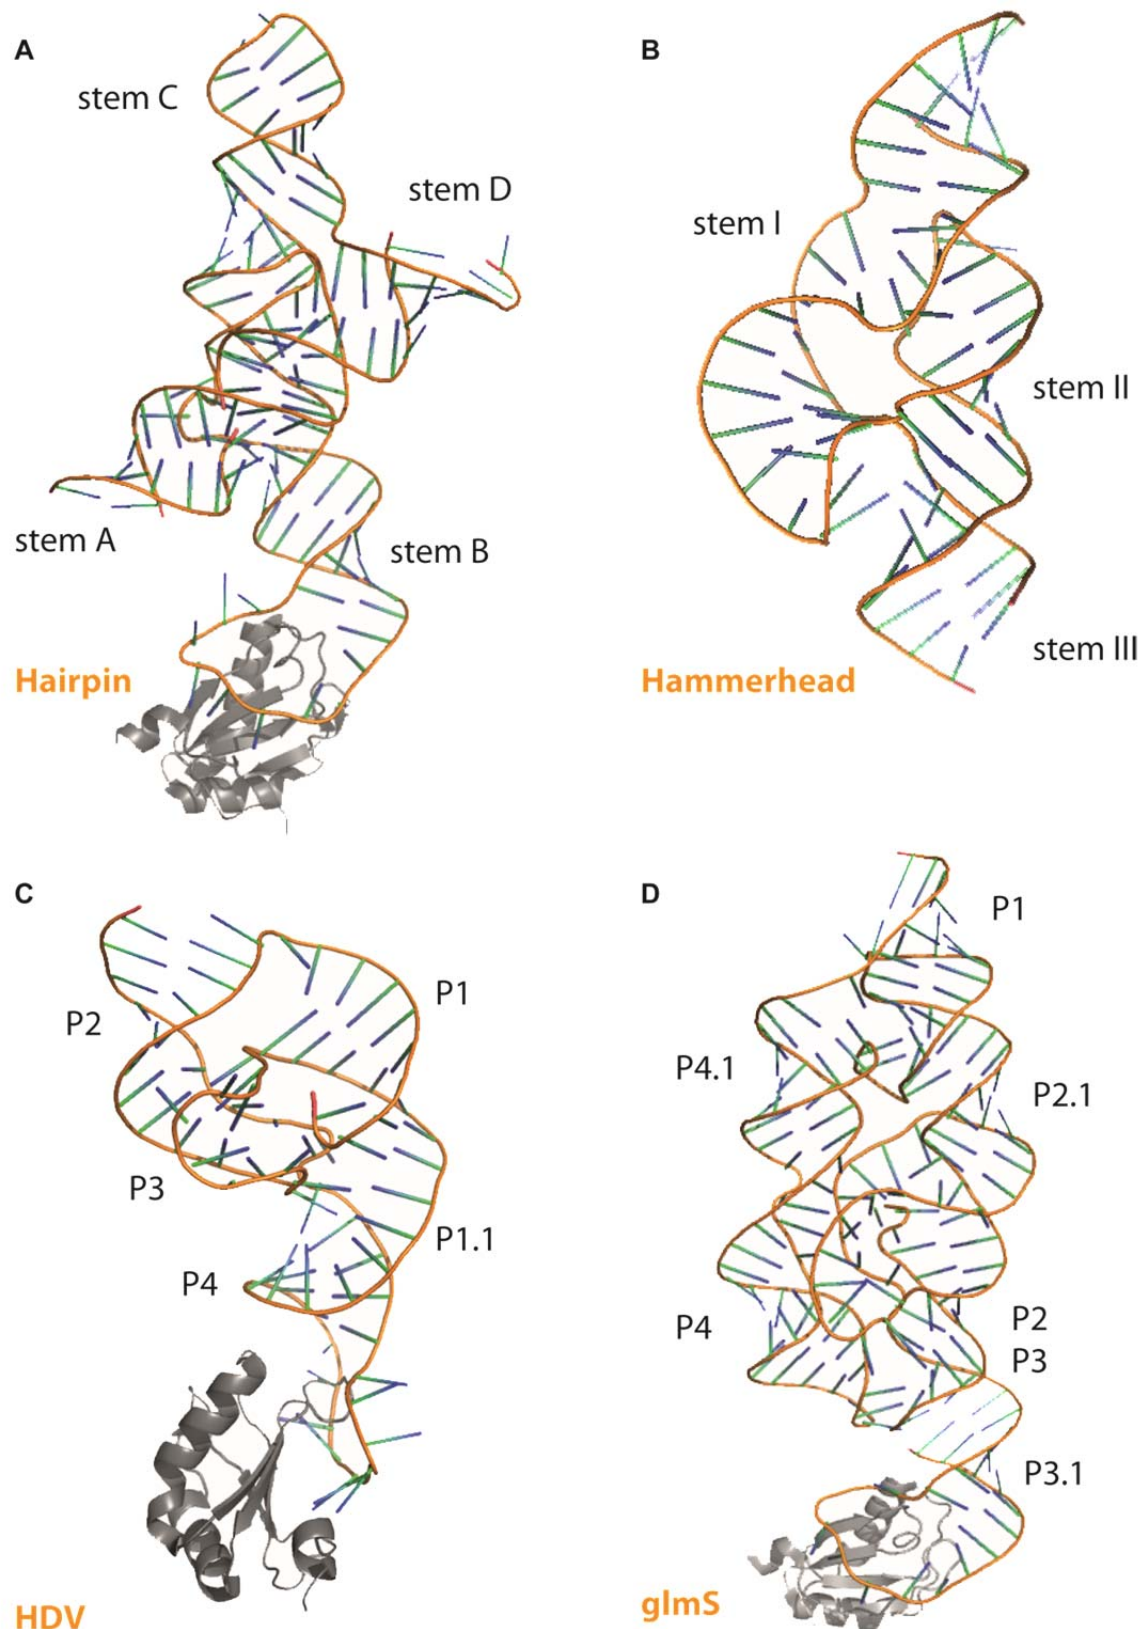 A
stem C
stem D
stem A
stem B
Hairpin
B
stem I
stem II
stem III
Hammerhead
C
P1
P2
P3
P1.1
P4
HDV
D
P1
P4.1
P2.1
P4
P2
P3
P3.1
glmS